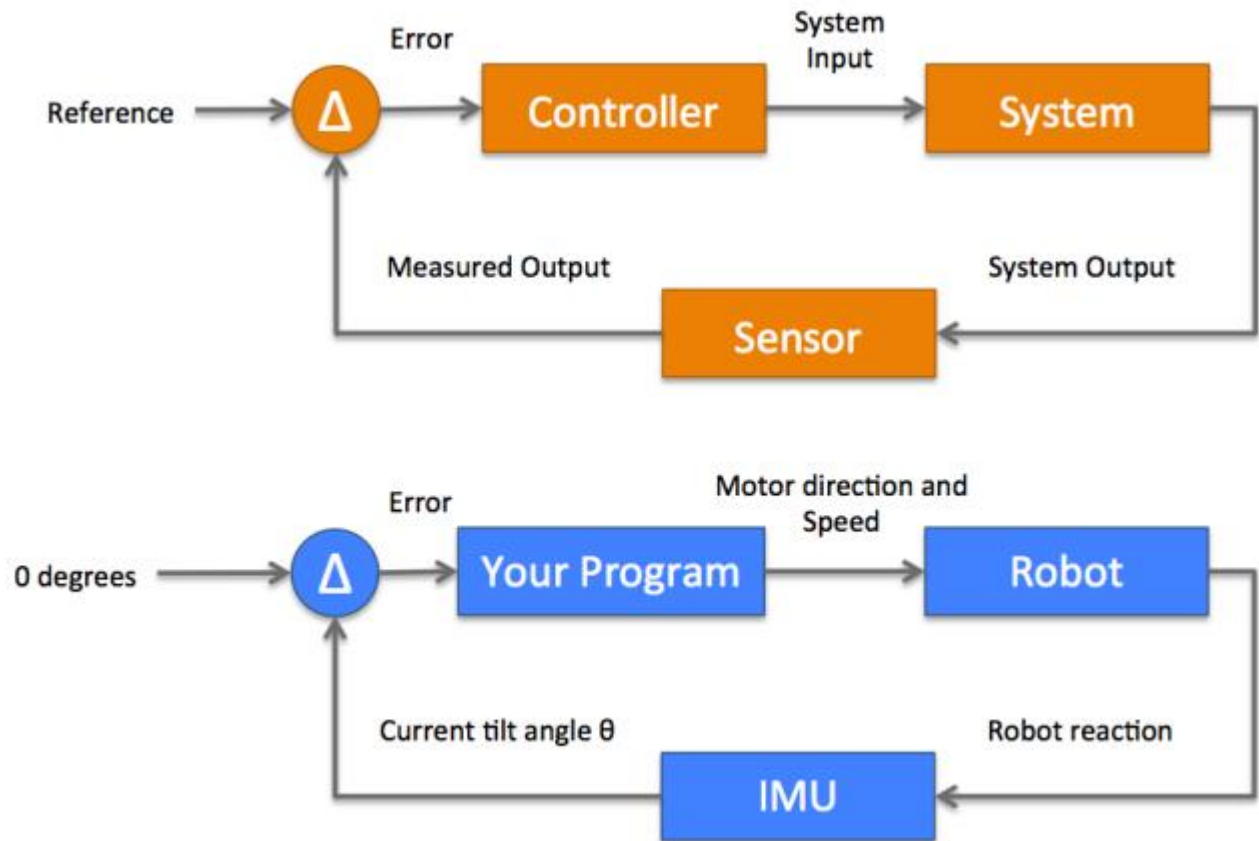 Error
System
Input
Reference
Δ
Controller
System
Measured Output
System Output
Sensor
Error
Motor direction and
Speed
0 degrees
Δ
Your Program
Robot
Current tilt angle θ
Robot reaction
IMU